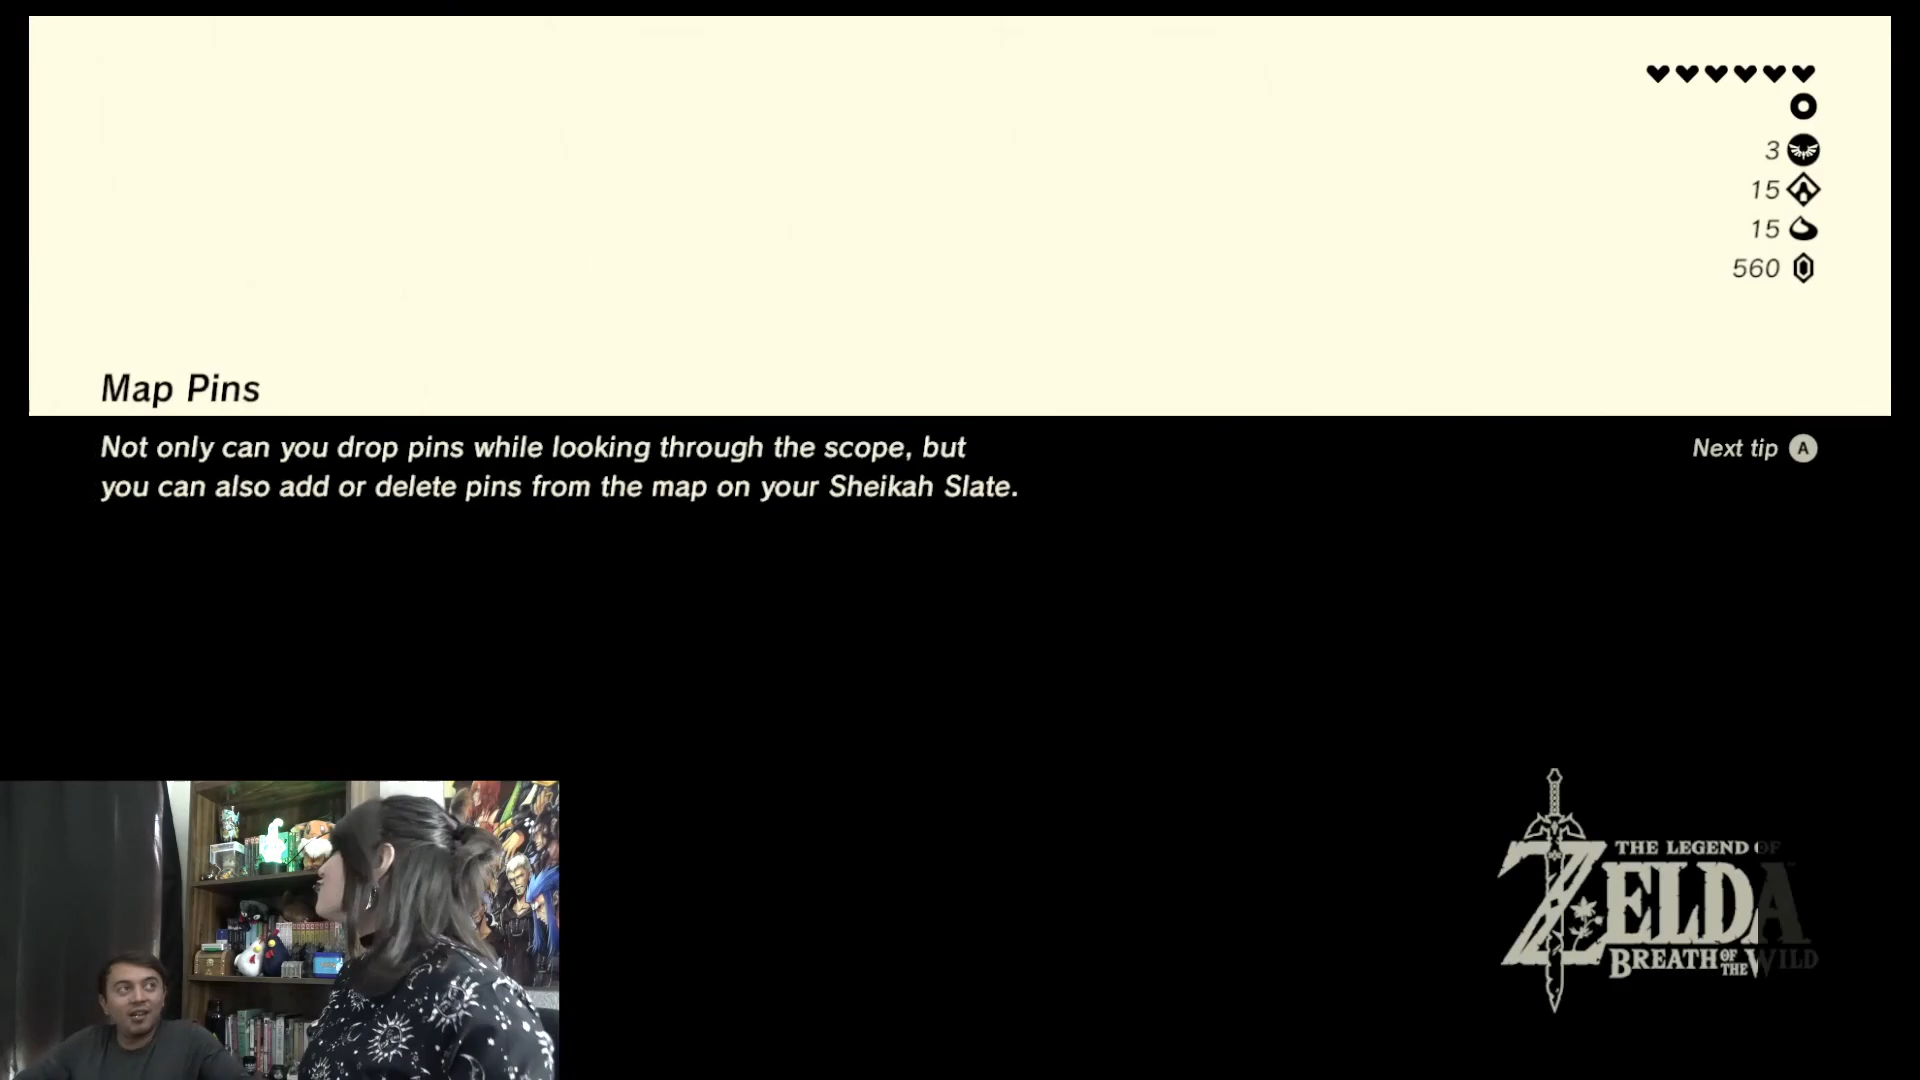 3
15
15
560
Map Pins
Not only can you drop pins while looking through the scope, but
you can also add or delete pins from the map on your Sheikah Slate.
Next tip A
THE LEGEND OF
ZELDA
BREATH OF THE WILD